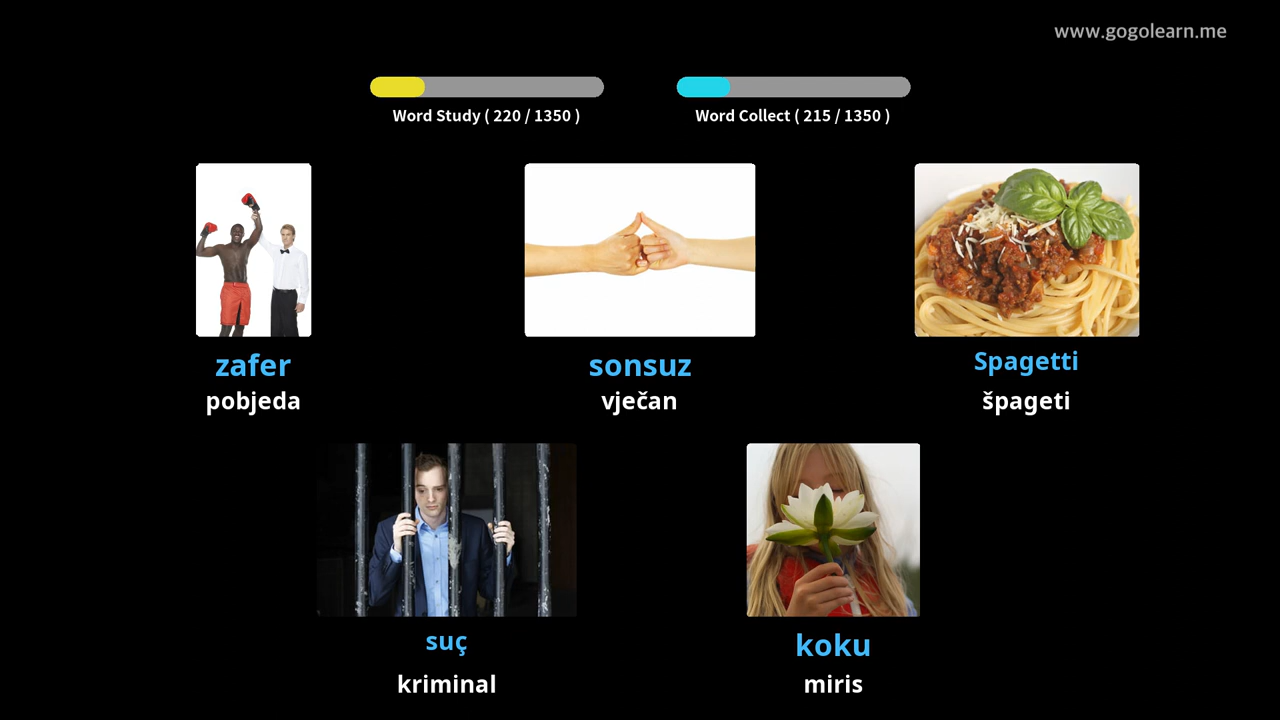 www.gogolearn.me
Word Study ( 220 / 1350 )
Word Collect ( 215 / 1350 )
zafer
pobjeda
sonsuz
vječan
Spagetti
špageti
suç
kriminal
koku
miris